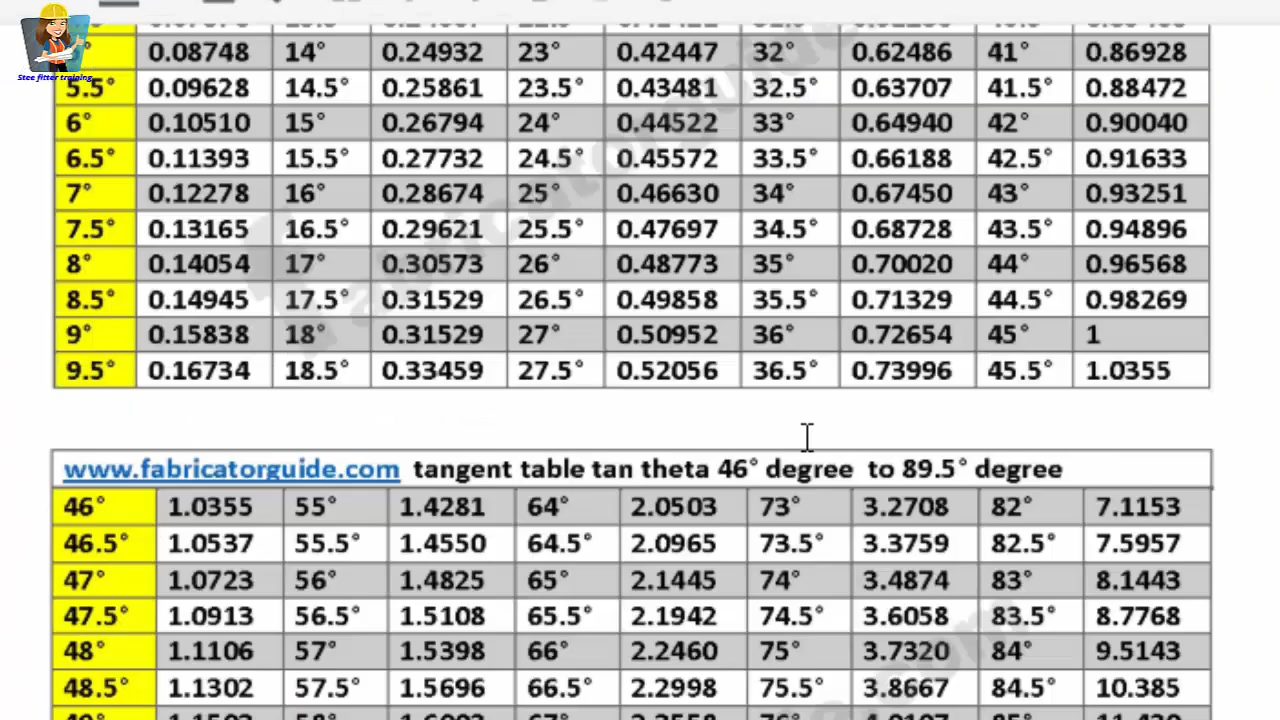 Stee fitter training
° 0.08748 14° 0.24932 23° 0.42447 32° 0.62486 41° 0.86928
5.5° 0.09628 14.5° 0.25861 23.5° 0.43481 32.5° 0.63707 41.5° 0.88472
6° 0.10510 15° 0.26794 24° 0.44522 33° 0.64940 42° 0.90040
6.5° 0.11393 15.5° 0.27732 24.5° 0.45572 33.5° 0.66188 42.5° 0.91633
7° 0.12278 16° 0.28674 25° 0.46630 34° 0.67450 43° 0.93251
7.5° 0.13165 16.5° 0.29621 25.5° 0.47697 34.5° 0.68728 43.5° 0.94896
8° 0.14054 17° 0.30573 26° 0.48773 35° 0.70020 44° 0.96568
8.5° 0.14945 17.5° 0.31529 26.5° 0.49858 35.5° 0.71329 44.5° 0.98269
9° 0.15838 18° 0.31529 27° 0.50952 36° 0.72654 45° 1
9.5° 0.16734 18.5° 0.33459 27.5° 0.52056 36.5° 0.73996 45.5° 1.0355
www.fabricatorguide.com tangent table tan theta 46° degree to 89.5° degree
46° 1.0355 55° 1.4281 64° 2.0503 73° 3.2708 82° 7.1153
46.5° 1.0537 55.5° 1.4550 64.5° 2.0965 73.5° 3.3759 82.5° 7.5957
47° 1.0723 56° 1.4825 65° 2.1445 74° 3.4874 83° 8.1443
47.5° 1.0913 56.5° 1.5108 65.5° 2.1942 74.5° 3.6058 83.5° 8.7768
48° 1.1106 57° 1.5398 66° 2.2460 75° 3.7320 84° 9.5143
48.5° 1.1302 57.5° 1.5696 66.5° 2.2998 75.5° 3.8667 84.5° 10.385